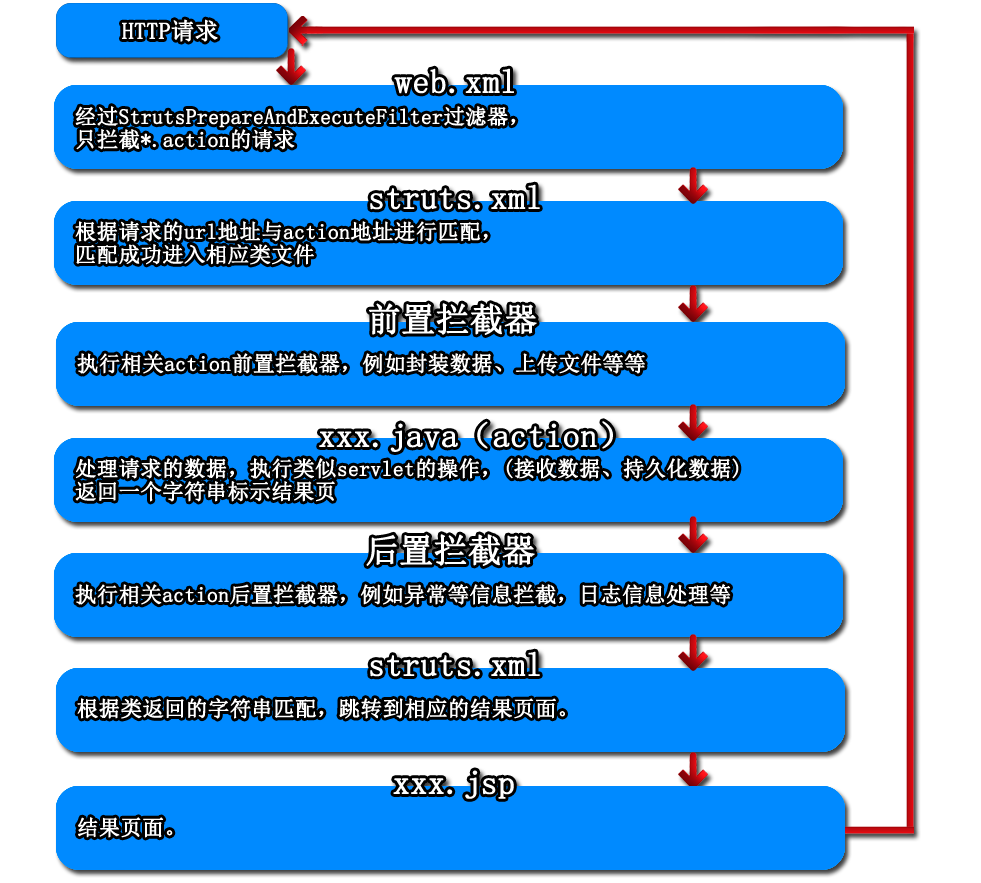 HTTP请求
web.xml
经过StrutsPrepareAndExecuteFilter过滤器，
只拦截*.action的请求
struts.xml
根据请求的url地址与action地址进行匹配，
匹配成功进入相应类文件
前置拦截器
执行相关action前置拦截器，例如封装数据、上传文件等等
xxx.java（action）
处理请求的数据，执行类似servlet的操作，(接收数据、持久化数据)
返回一个字符串标示结果页
后置拦截器
执行相关action后置拦截器，例如异常等信息拦截，日志信息处理等
struts.xml
根据类返回的字符串匹配，跳转到相应的结果页面。
xxx.jsp
结果页面。